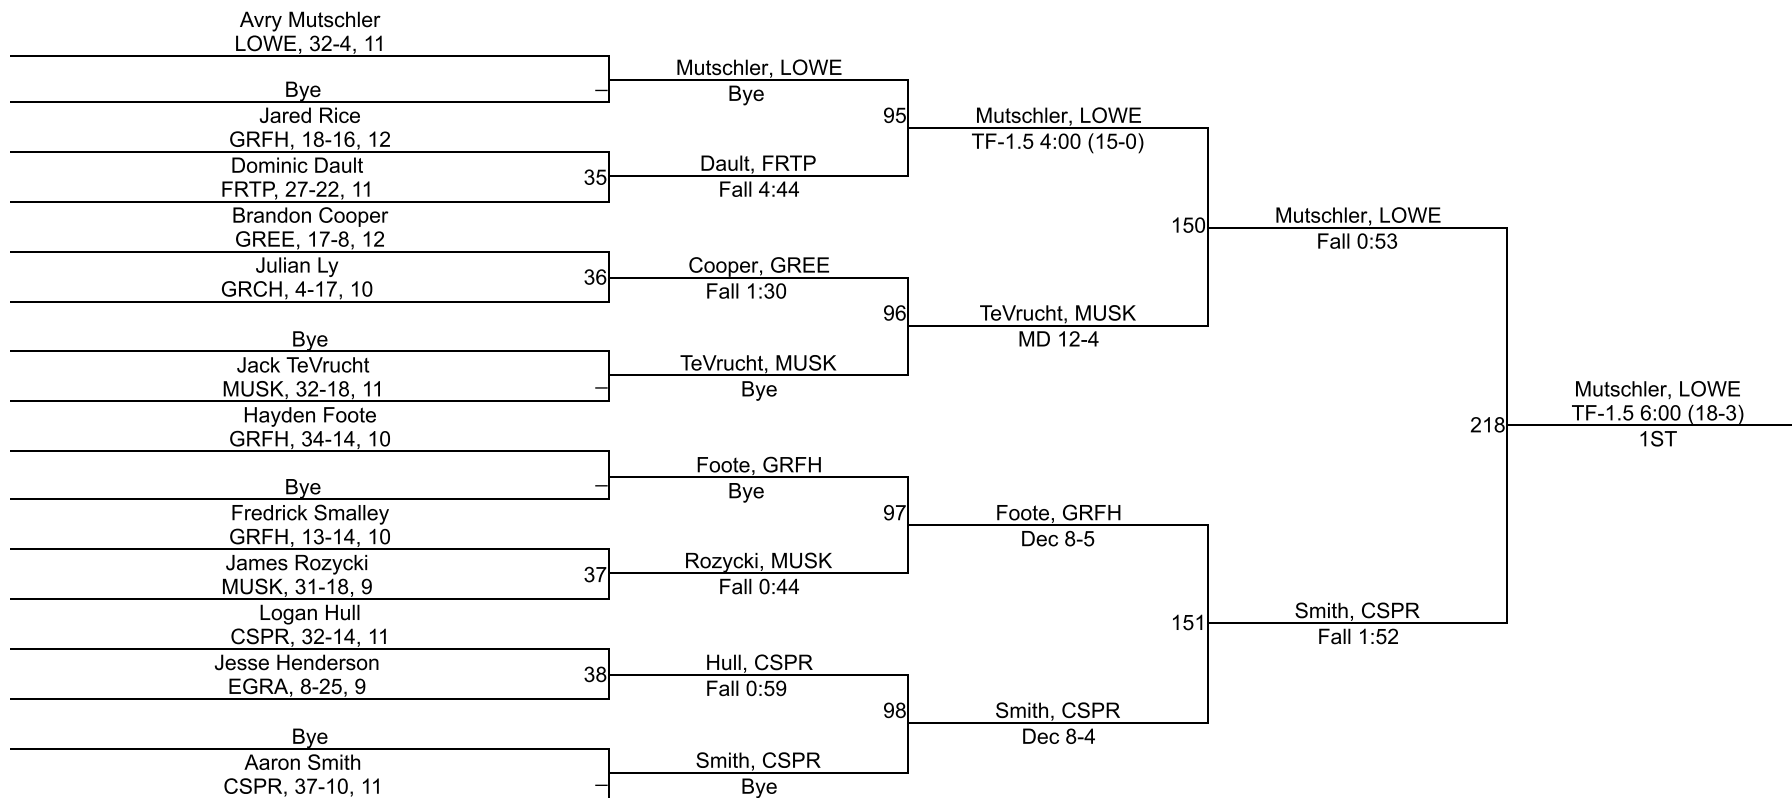 Avry Mutschler
LOWE, 32-4, 11
Bye
–
Jared Rice
GRFH, 18-16, 12
Dominic Dault
FRTP, 27-22, 11
35
Brandon Cooper
GREE, 17-8, 12
Julian Ly
GRCH, 4-17, 10
36
Bye
Jack TeVrucht
MUSK, 32-18, 11
–
Hayden Foote
GRFH, 34-14, 10
Bye
–
Fredrick Smalley
GRFH, 13-14, 10
James Rozycki
MUSK, 31-18, 9
37
Logan Hull
CSPR, 32-14, 11
Jesse Henderson
EGRA, 8-25, 9
38
Bye
Aaron Smith
CSPR, 37-10, 11
–
Mutschler, LOWE
Bye
95
Dault, FRTP
Fall 4:44
Cooper, GREE
Fall 1:30
96
TeVrucht, MUSK
Bye
Foote, GRFH
Bye
97
Rozycki, MUSK
Fall 0:44
Hull, CSPR
Fall 0:59
98
Smith, CSPR
Bye
Mutschler, LOWE
TF-1.5 4:00 (15-0)
150
TeVrucht, MUSK
MD 12-4
Foote, GRFH
Dec 8-5
151
Smith, CSPR
Dec 8-4
Mutschler, LOWE
Fall 0:53
218
Smith, CSPR
Fall 1:52
Mutschler, LOWE
TF-1.5 6:00 (18-3)
1ST